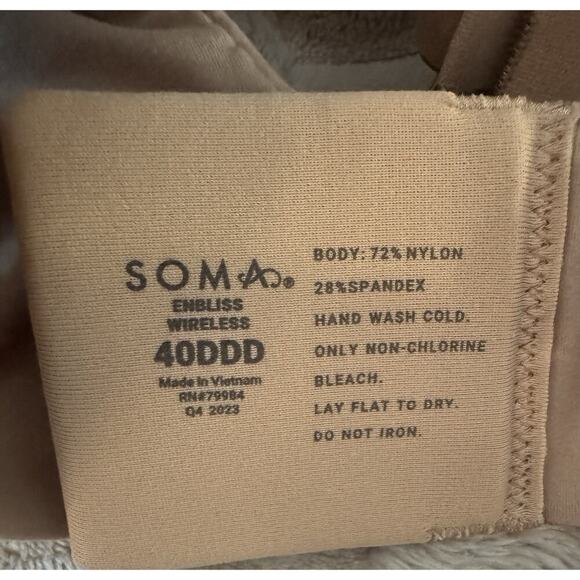 SOMA®
ENBLISS
WIRELESS
40DDD
Made In Vietnam
RN#79984
Q4 2023
BODY: 72% NYLON
28%SPANDEX
HAND WASH COLD.
ONLY NON-CHLORINE
BLEACH.
LAY FLAT TO DRY.
DO NOT IRON.